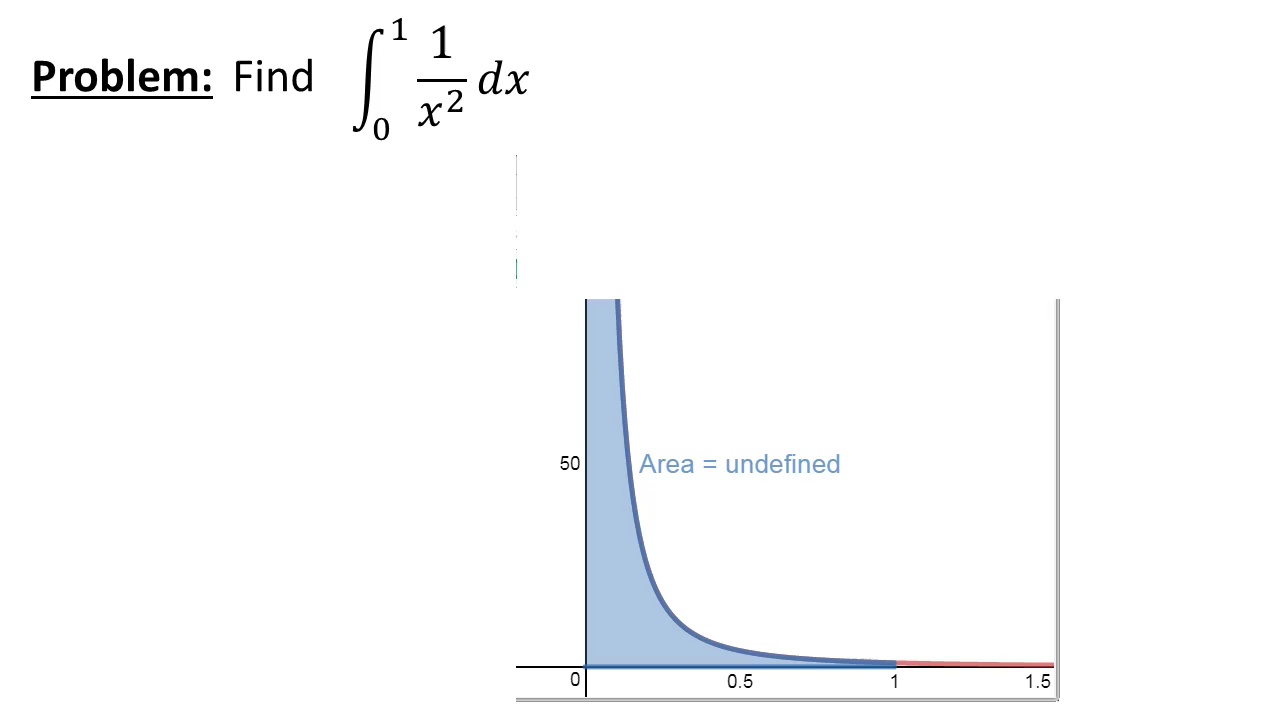 Problem: Find ∫₀¹ 1/x² dx
50
Area = undefined
0 0.5 1 1.5